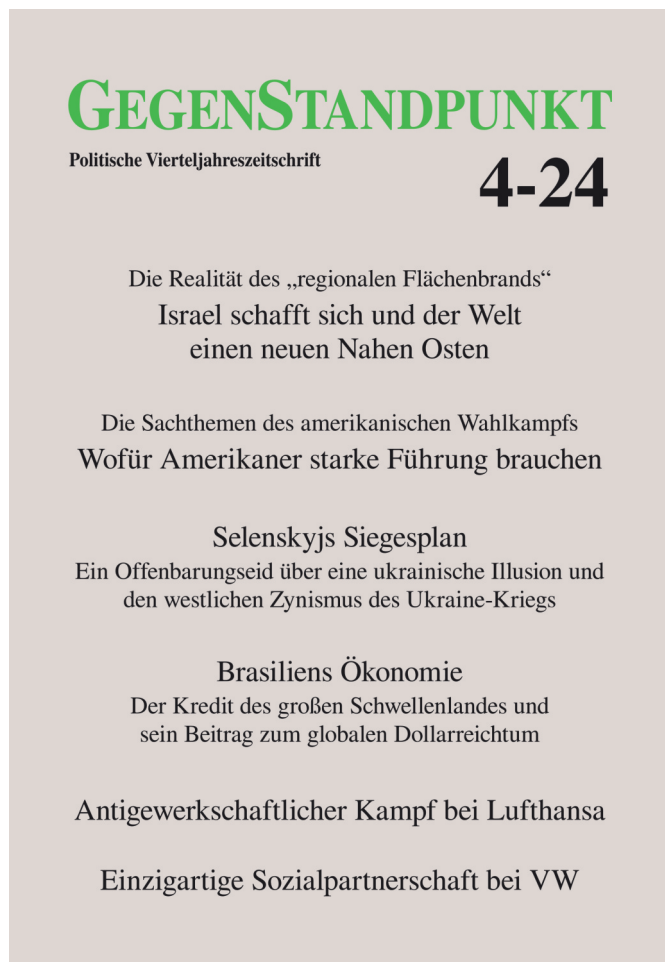 GEGENSTANDPUNKT
Politische Vierteljahreszeitschrift
4-24
Die Realität des „regionalen Flächenbrands“
Israel schafft sich und der Welt
einen neuen Nahen Osten
Die Sachthemen des amerikanischen Wahlkampfs
Wofür Amerikaner starke Führung brauchen
Selenskyjs Siegesplan
Ein Offenbarungseid über eine ukrainische Illusion und
den westlichen Zynismus des Ukraine-Kriegs
Brasiliens Ökonomie
Der Kredit des großen Schwellenlandes und
sein Beitrag zum globalen Dollarreichtum
Antigewerkschaftlicher Kampf bei Lufthansa
Einzigartige Sozialpartnerschaft bei VW